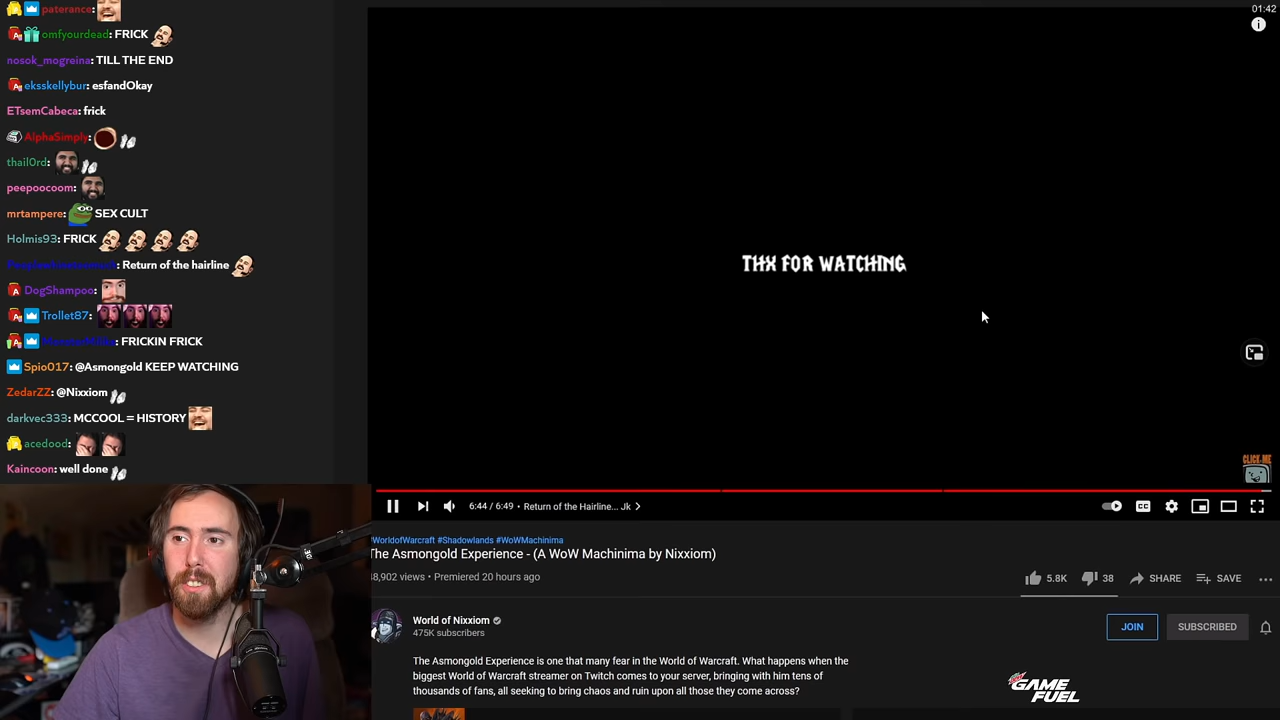 paterance:
omfyourdead: FRICK
nosok_mogreina: TILL THE END
eksskellybur: esfandOkay
ETsemCabeca: frick
AlphaSimply:
thail0rd:
peepoocoom:
mrtampere: SEX CULT
Holmis93: FRICK
: Return of the hairline
DogShampoo:
Trollet87:
: FRICKIN FRICK
Spio017: @Asmongold KEEP WATCHING
ZedarZZ: @Nixxiom
darkvec333: MCCOOL = HISTORY
acedood:
Kaincoon: well done
01:42
THX FOR WATCHING
CLICK ME
6:44 / 6:49 • Return of the Hairline... Jk
#WorldofWarcraft #Shadowlands #WoWMachinima
The Asmongold Experience - (A WoW Machinima by Nixxiom)
8,902 views • Premiered 20 hours ago
5.8K
38
SHARE
SAVE
World of Nixxiom
475K subscribers
JOIN
SUBSCRIBED
The Asmongold Experience is one that many fear in the World of Warcraft. What happens when the
biggest World of Warcraft streamer on Twitch comes to your server, bringing with him tens of
thousands of fans, all seeking to bring chaos and ruin upon all those they come across?
GAME
FUEL